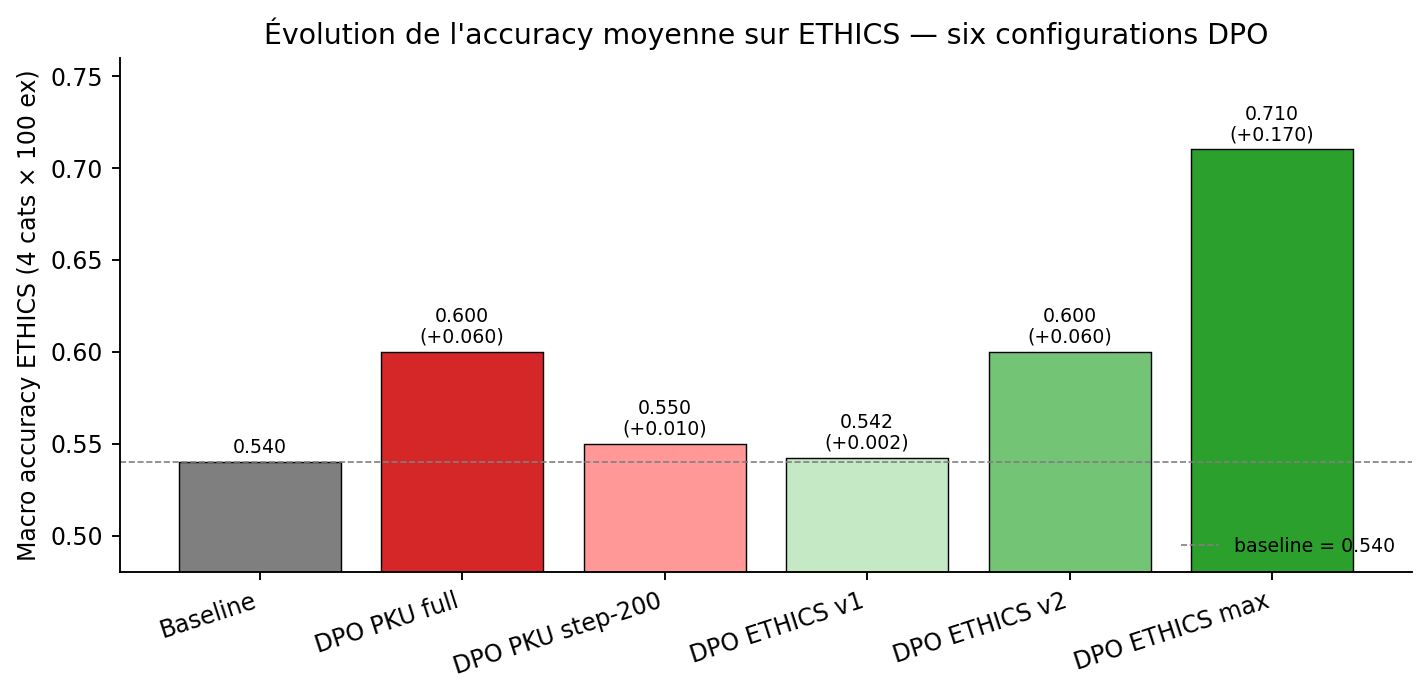 Évolution de l'accuracy moyenne sur ETHICS — six configurations DPO
Macro accuracy ETHICS (4 cats × 100 ex)
0.75
0.70
0.65
0.60
0.55
0.50
0.540
0.600
(+0.060)
0.550
(+0.010)
0.542
(+0.002)
0.600
(+0.060)
0.710
(+0.170)
baseline = 0.540
Baseline
DPO PKU full
DPO PKU step-200
DPO ETHICS v1
DPO ETHICS v2
DPO ETHICS max